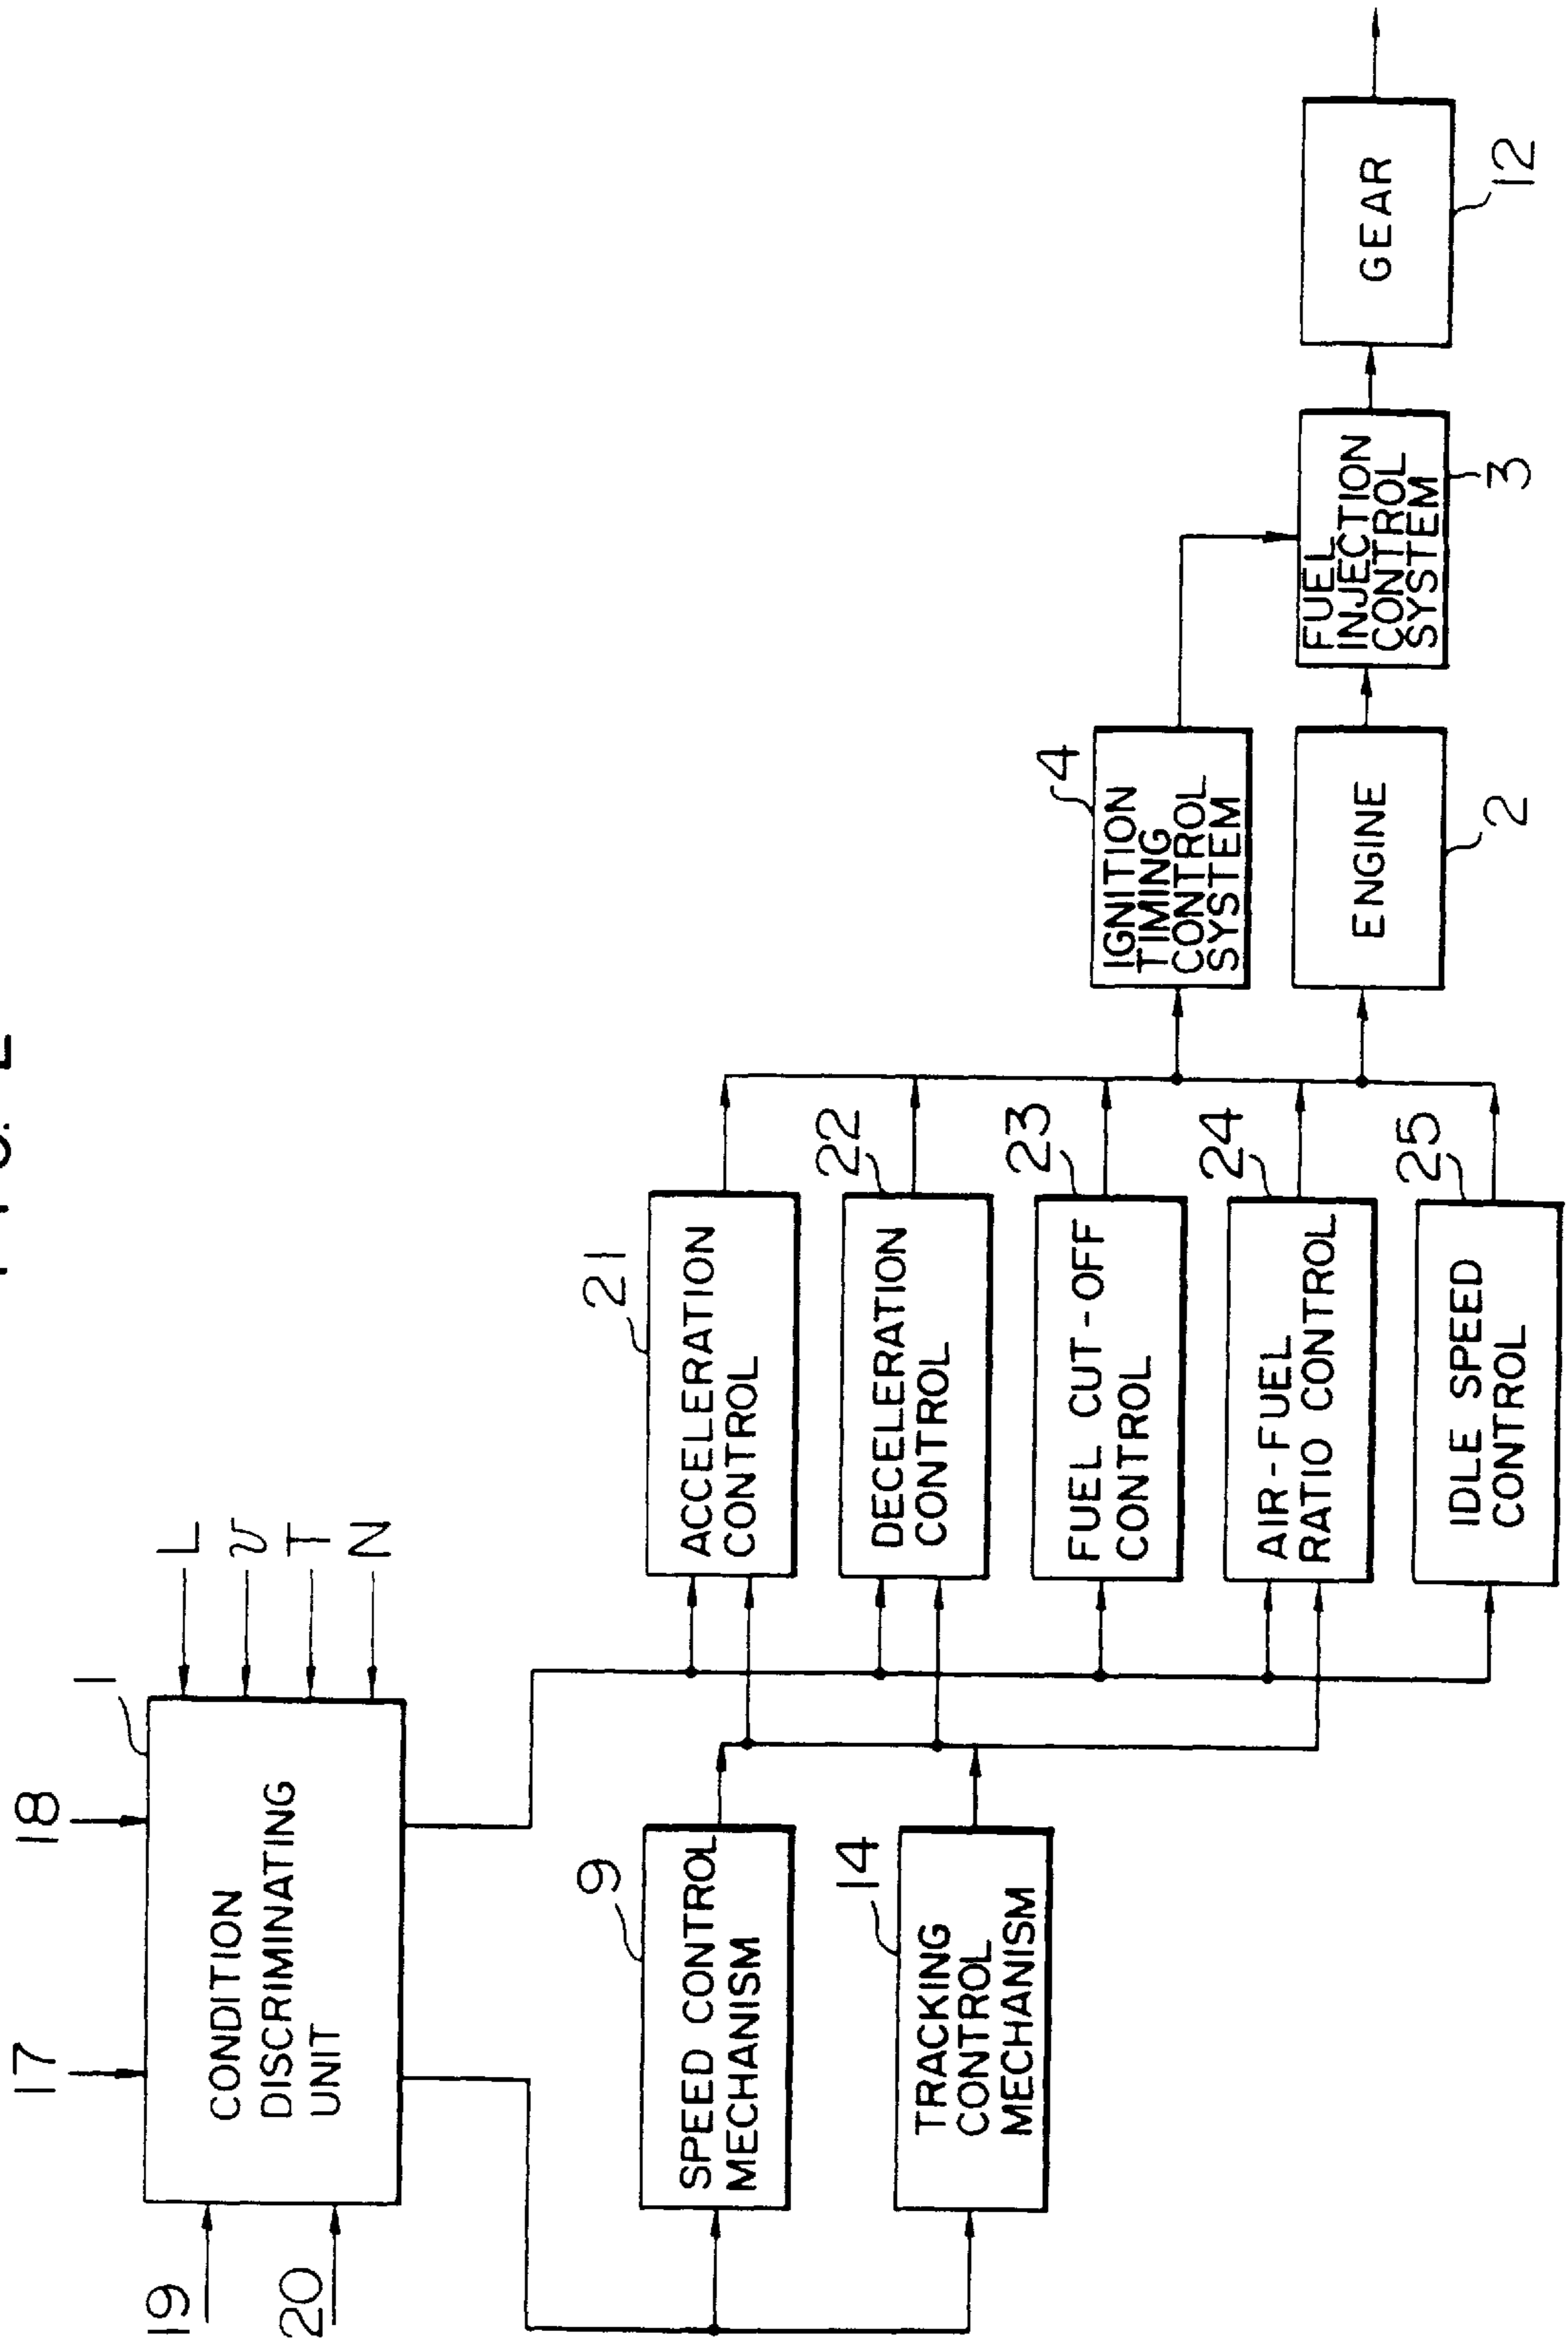 17
18
19
20
1
L
v
T
N
CONDITION
DISCRIMINATING
UNIT
9
SPEED CONTROL
MECHANISM
14
TRACKING
CONTROL
MECHANISM
21
ACCELERATION
CONTROL
22
DECELERATION
CONTROL
23
FUEL CUT-OFF
CONTROL
24
AIR-FUEL
RATIO CONTROL
25
IDLE SPEED
CONTROL
4
IGNITION
TIMING
CONTROL
SYSTEM
ENGINE
2
FUEL
INJECTION
CONTROL
SYSTEM
3
GEAR
12